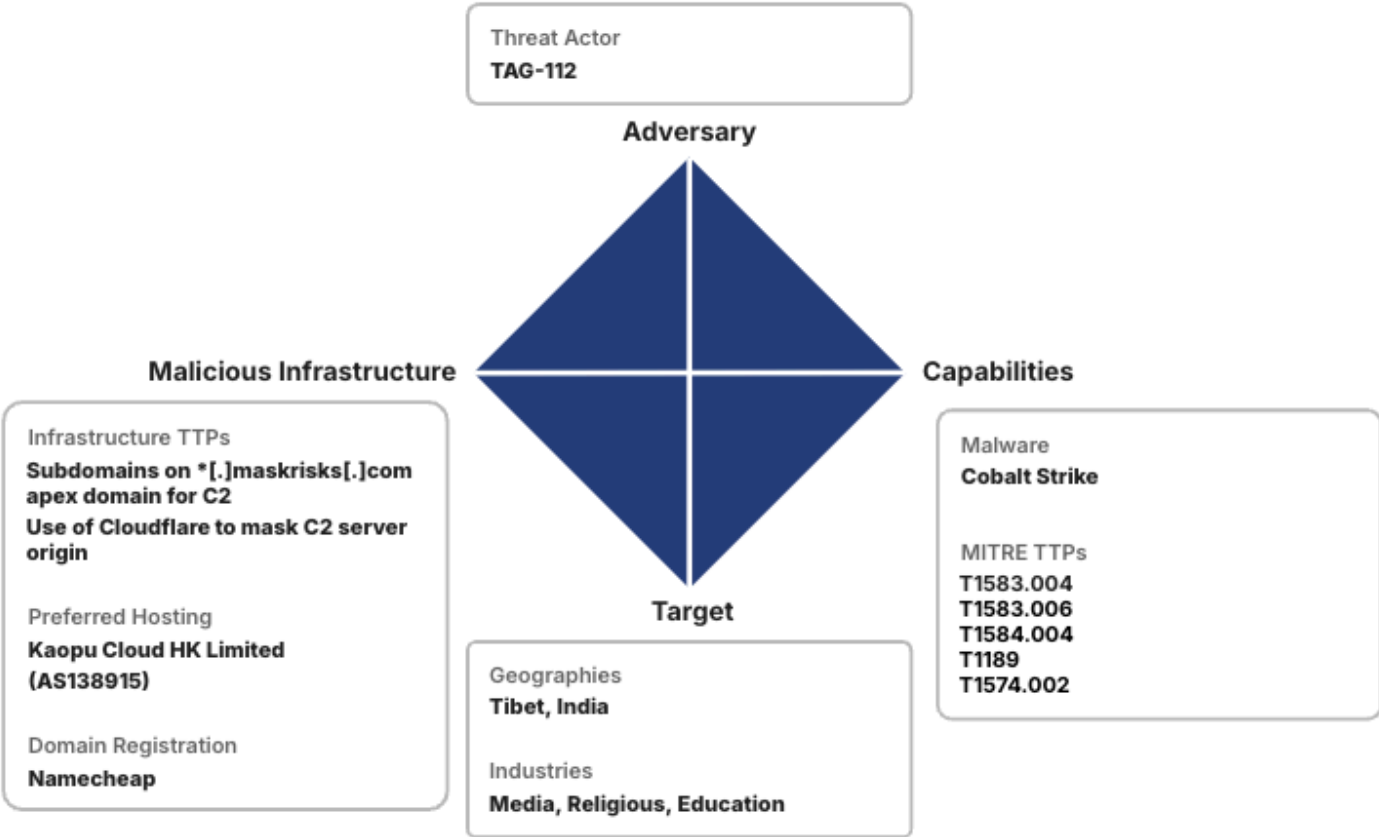 Threat Actor
TAG-112
Adversary
Malicious Infrastructure
Infrastructure TTPs
Subdomains on *[.]maskrisks[.]com
apex domain for C2
Use of Cloudflare to mask C2 server
origin
Preferred Hosting
Kaopu Cloud HK Limited
(AS138915)
Domain Registration
Namecheap
Capabilities
Malware
Cobalt Strike
MITRE TTPs
T1583.004
T1583.006
T1584.004
T1189
T1574.002
Target
Geographies
Tibet, India
Industries
Media, Religious, Education